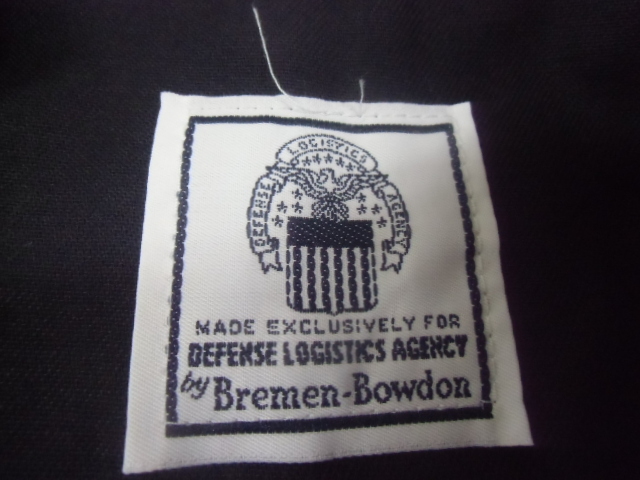 DEFENSE LOGISTICS AGENCY
MADE EXCLUSIVELY FOR
DEFENSE LOGISTICS AGENCY
by Bremen-Bowdon